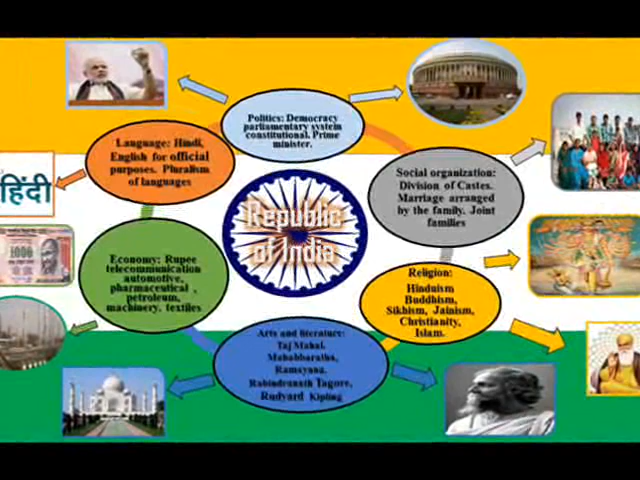 Politics: Democracy
parliamentary system
constitutional. Prime
minister.
Language: Hindi,
English for official
purposes. Pluralism
of languages
Social organization:
Division of Castes.
Marriage arranged
by the family. Joint
families
हिंदी
Republic
of India
1000
Economy: Rupee
telecommunication
automotive,
pharmaceutical ,
petroleum,
machinery. textiles
Religion:
Hinduism
Buddhism,
Sikhism, Jainism,
Christianity,
Islam.
Arts and literature:
Taj Mahal.
Mahabharatha,
Ramayana.
Rabindranath Tagore,
Rudyard Kipling